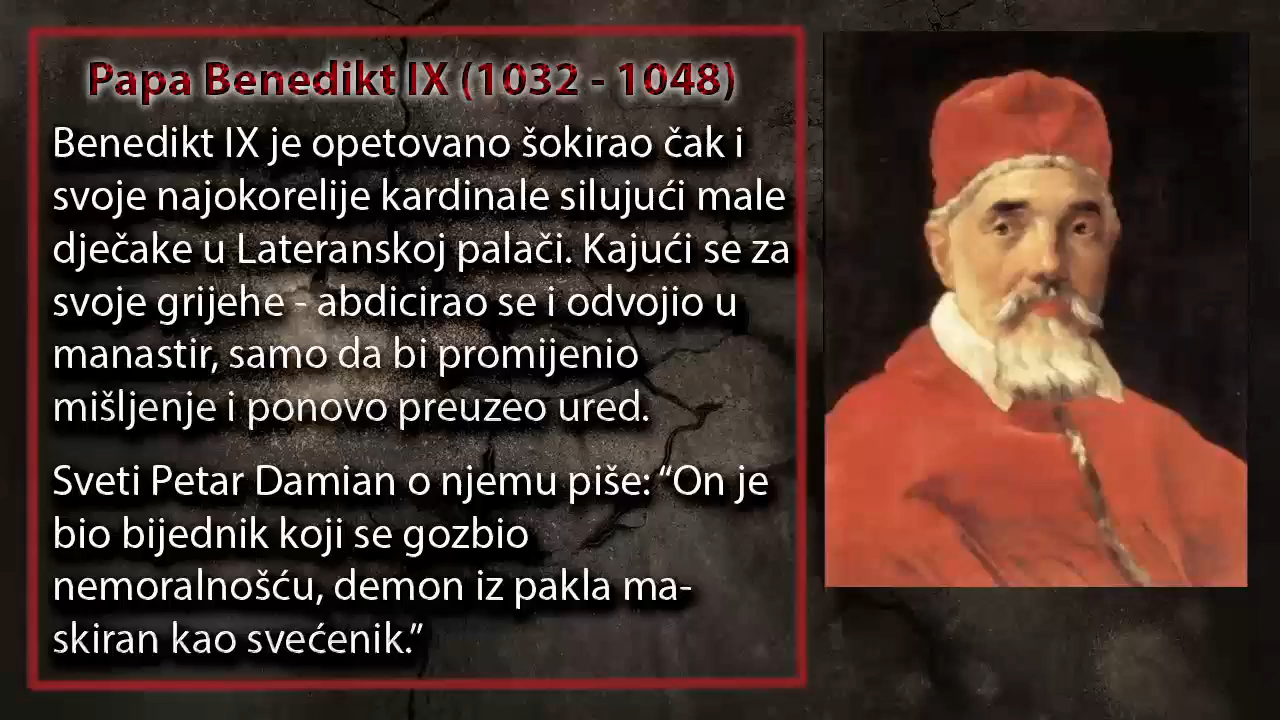 Papa Benedikt IX (1032 - 1048)
Benedikt IX je opetovano šokirao čak i
svoje najokorelije kardinale silujući male
dječake u Lateranskoj palači. Kajući se za
svoje grijehe - abdicirao se i odvojio u
manastir, samo da bi promijenio
mišljenje i ponovo preuzeo ured.
Sveti Petar Damian o njemu piše: “On je
bio bijednik koji se gozbio
nemoralnošću, demon iz pakla ma-
skiran kao svećenik.”